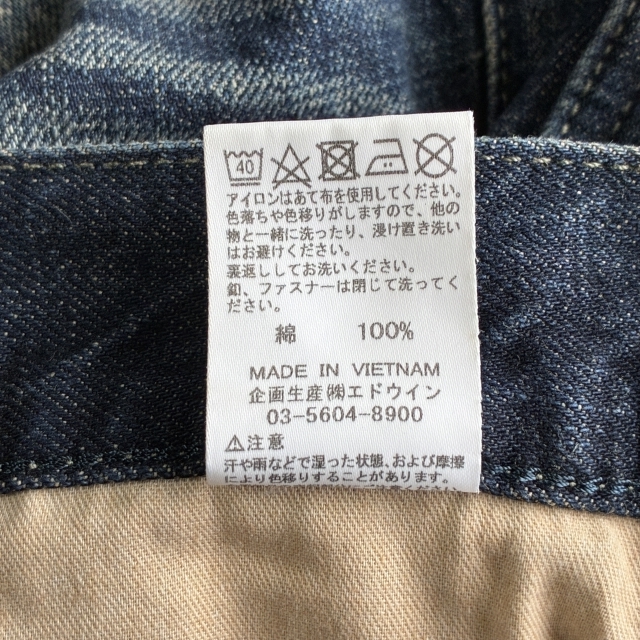 40
アイロンはあて布を使用してください。
色落ちや色移りがしますので、他の
物と一緒に洗ったり、浸け置き洗い
はお避けください。
裏返ししてお洗いください。
釦、ファスナーは閉じて洗ってく
ださい。
綿 100%
MADE IN VIETNAM
企画生産㈱エドウイン
03-5604-8900
⚠注意
汗や雨などで湿った状態、および摩擦
により色移りすることがあります。